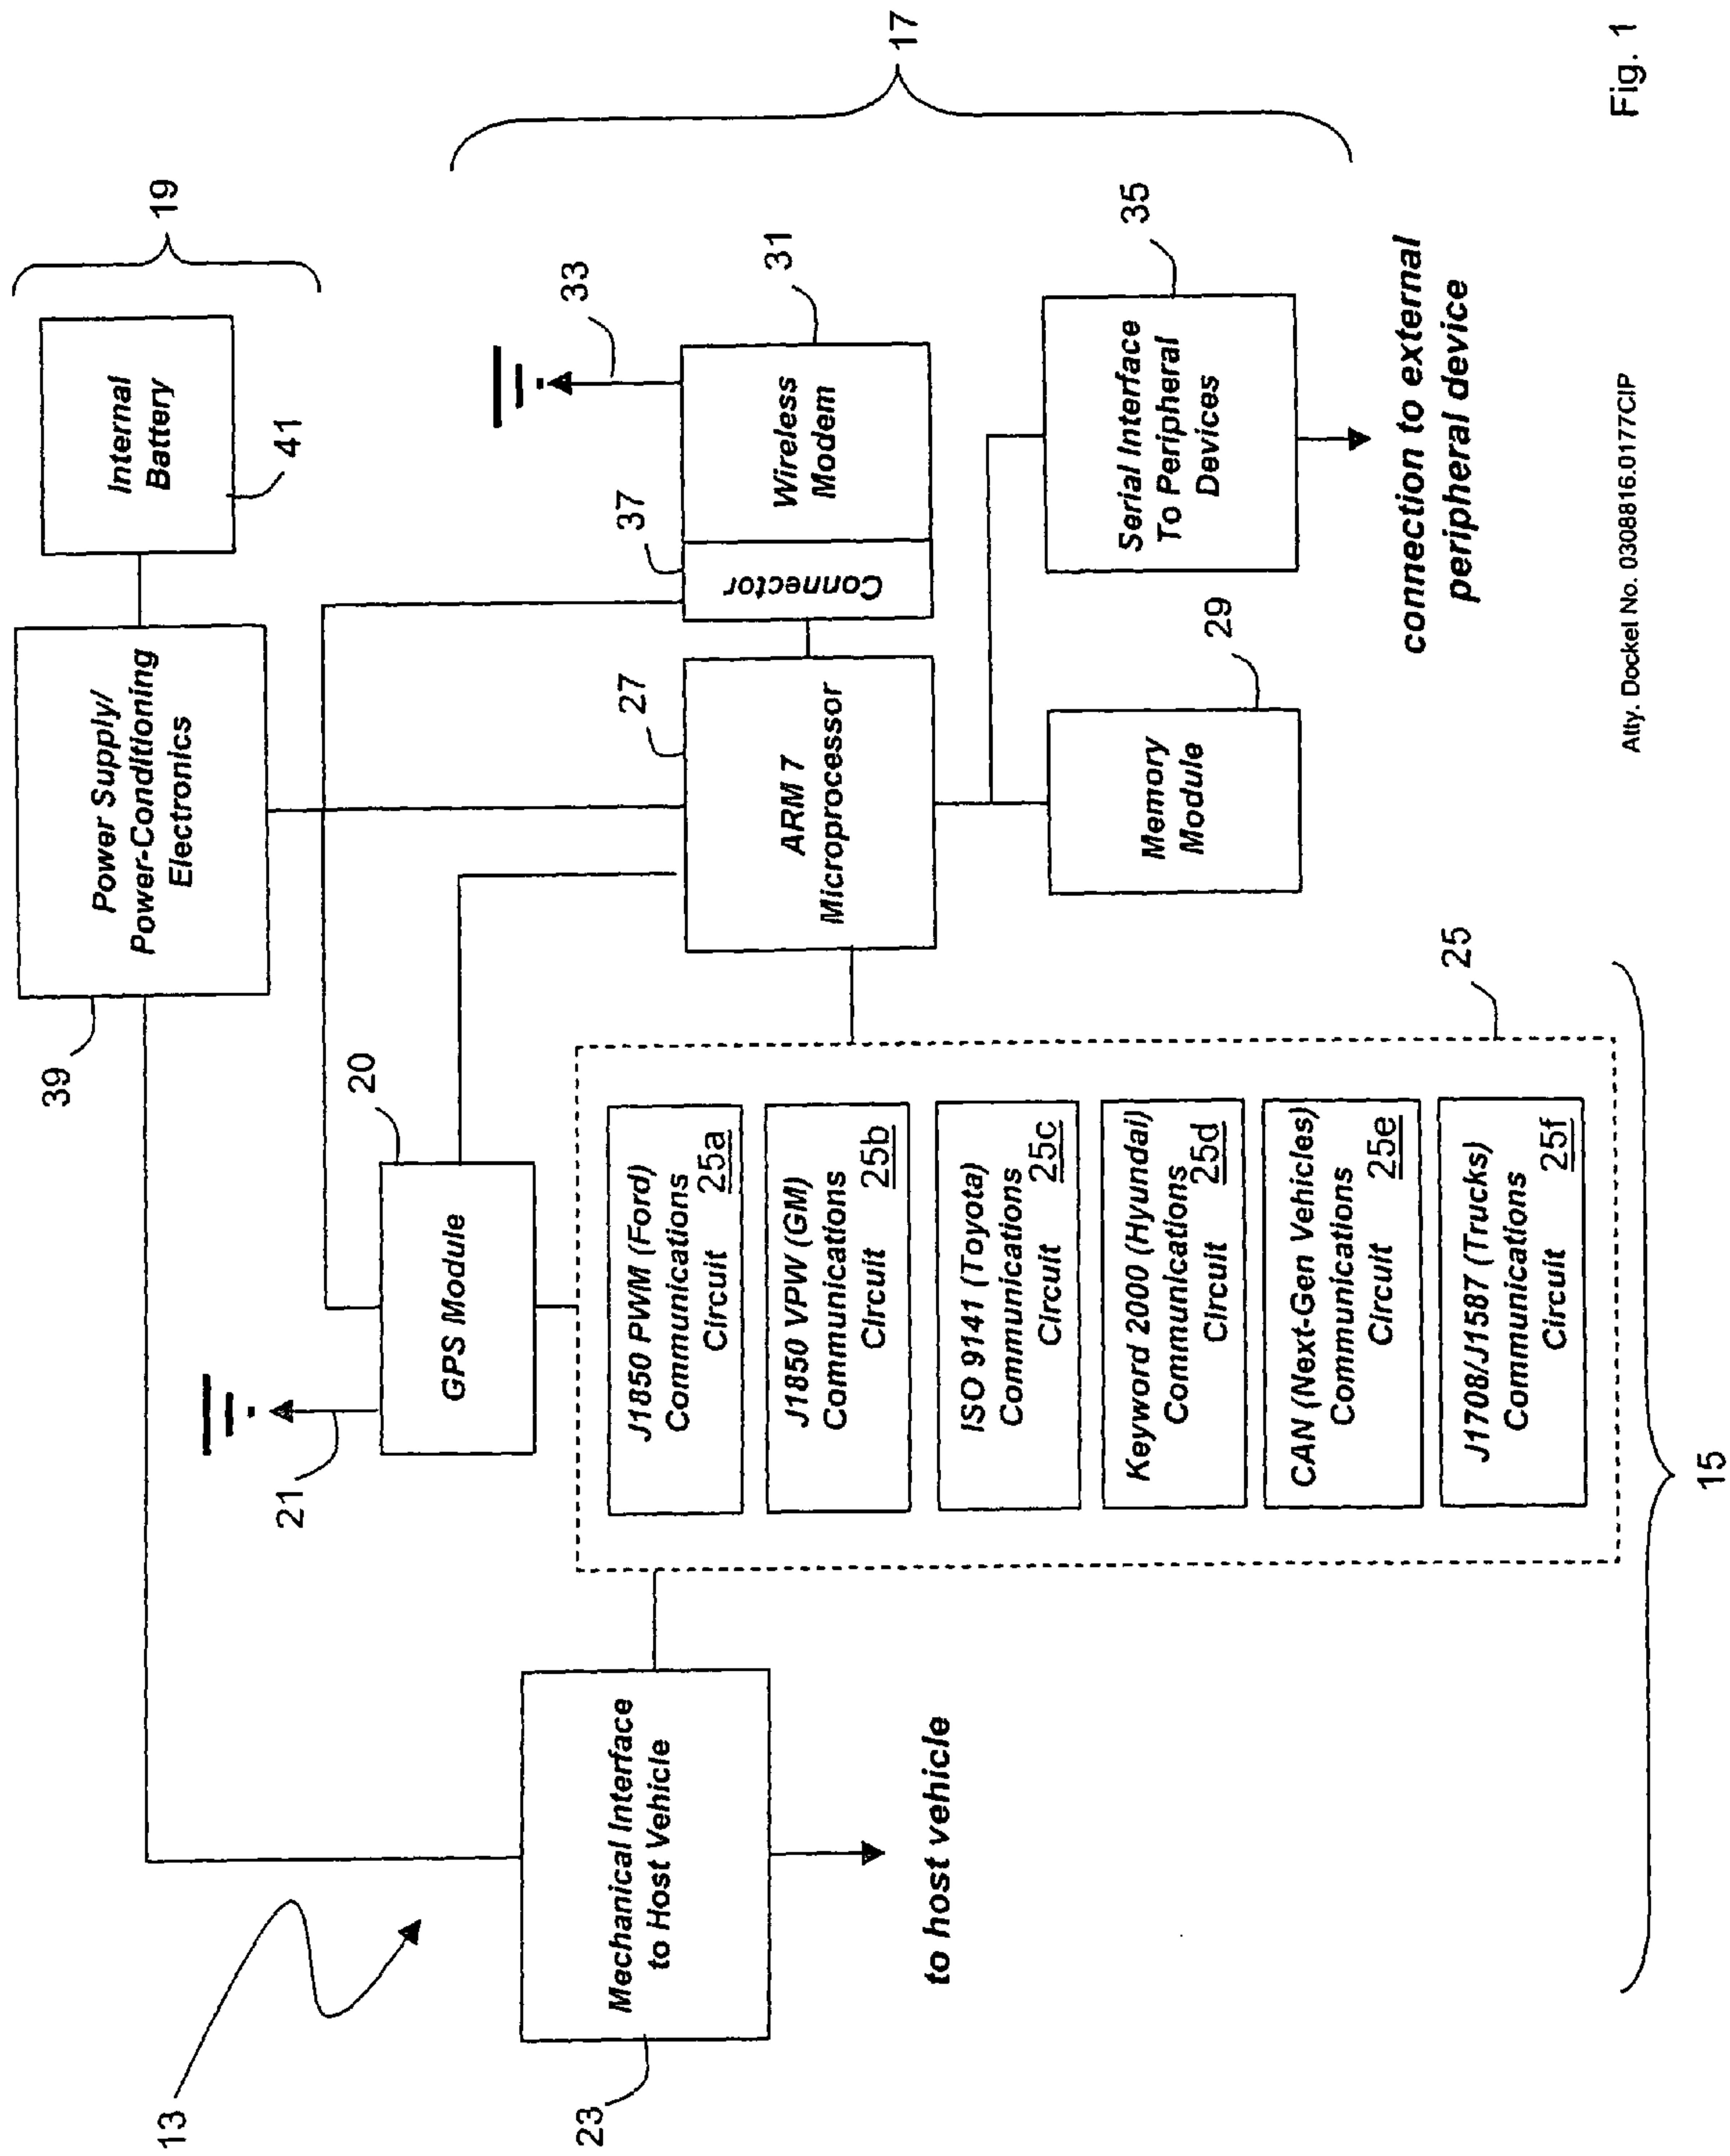 13
19
Power Supply/
Power-Conditioning
Electronics
39
Internal
Battery
41
21
GPS Module
20
33
Mechanical Interface
to Host Vehicle
23
to host vehicle
J1850 PWM (Ford)
Communications
Circuit 25a
J1850 VPW (GM)
Communications
Circuit 25b
ISO 9141 (Toyota)
Communications
Circuit 25c
Keyword 2000 (Hyundai)
Communications
Circuit 25d
CAN (Next-Gen Vehicles)
Communications
Circuit 25e
J1708/J1587 (Trucks)
Communications
Circuit 25f
25
15
ARM 7
Microprocessor
27
Connector
37
Wireless
Modem
31
17
Memory
Module
29
Serial Interface
To Peripheral
Devices
35
connection to external
peripheral device
Atty. Docket No. 0308816.0177CIP
Fig. 1